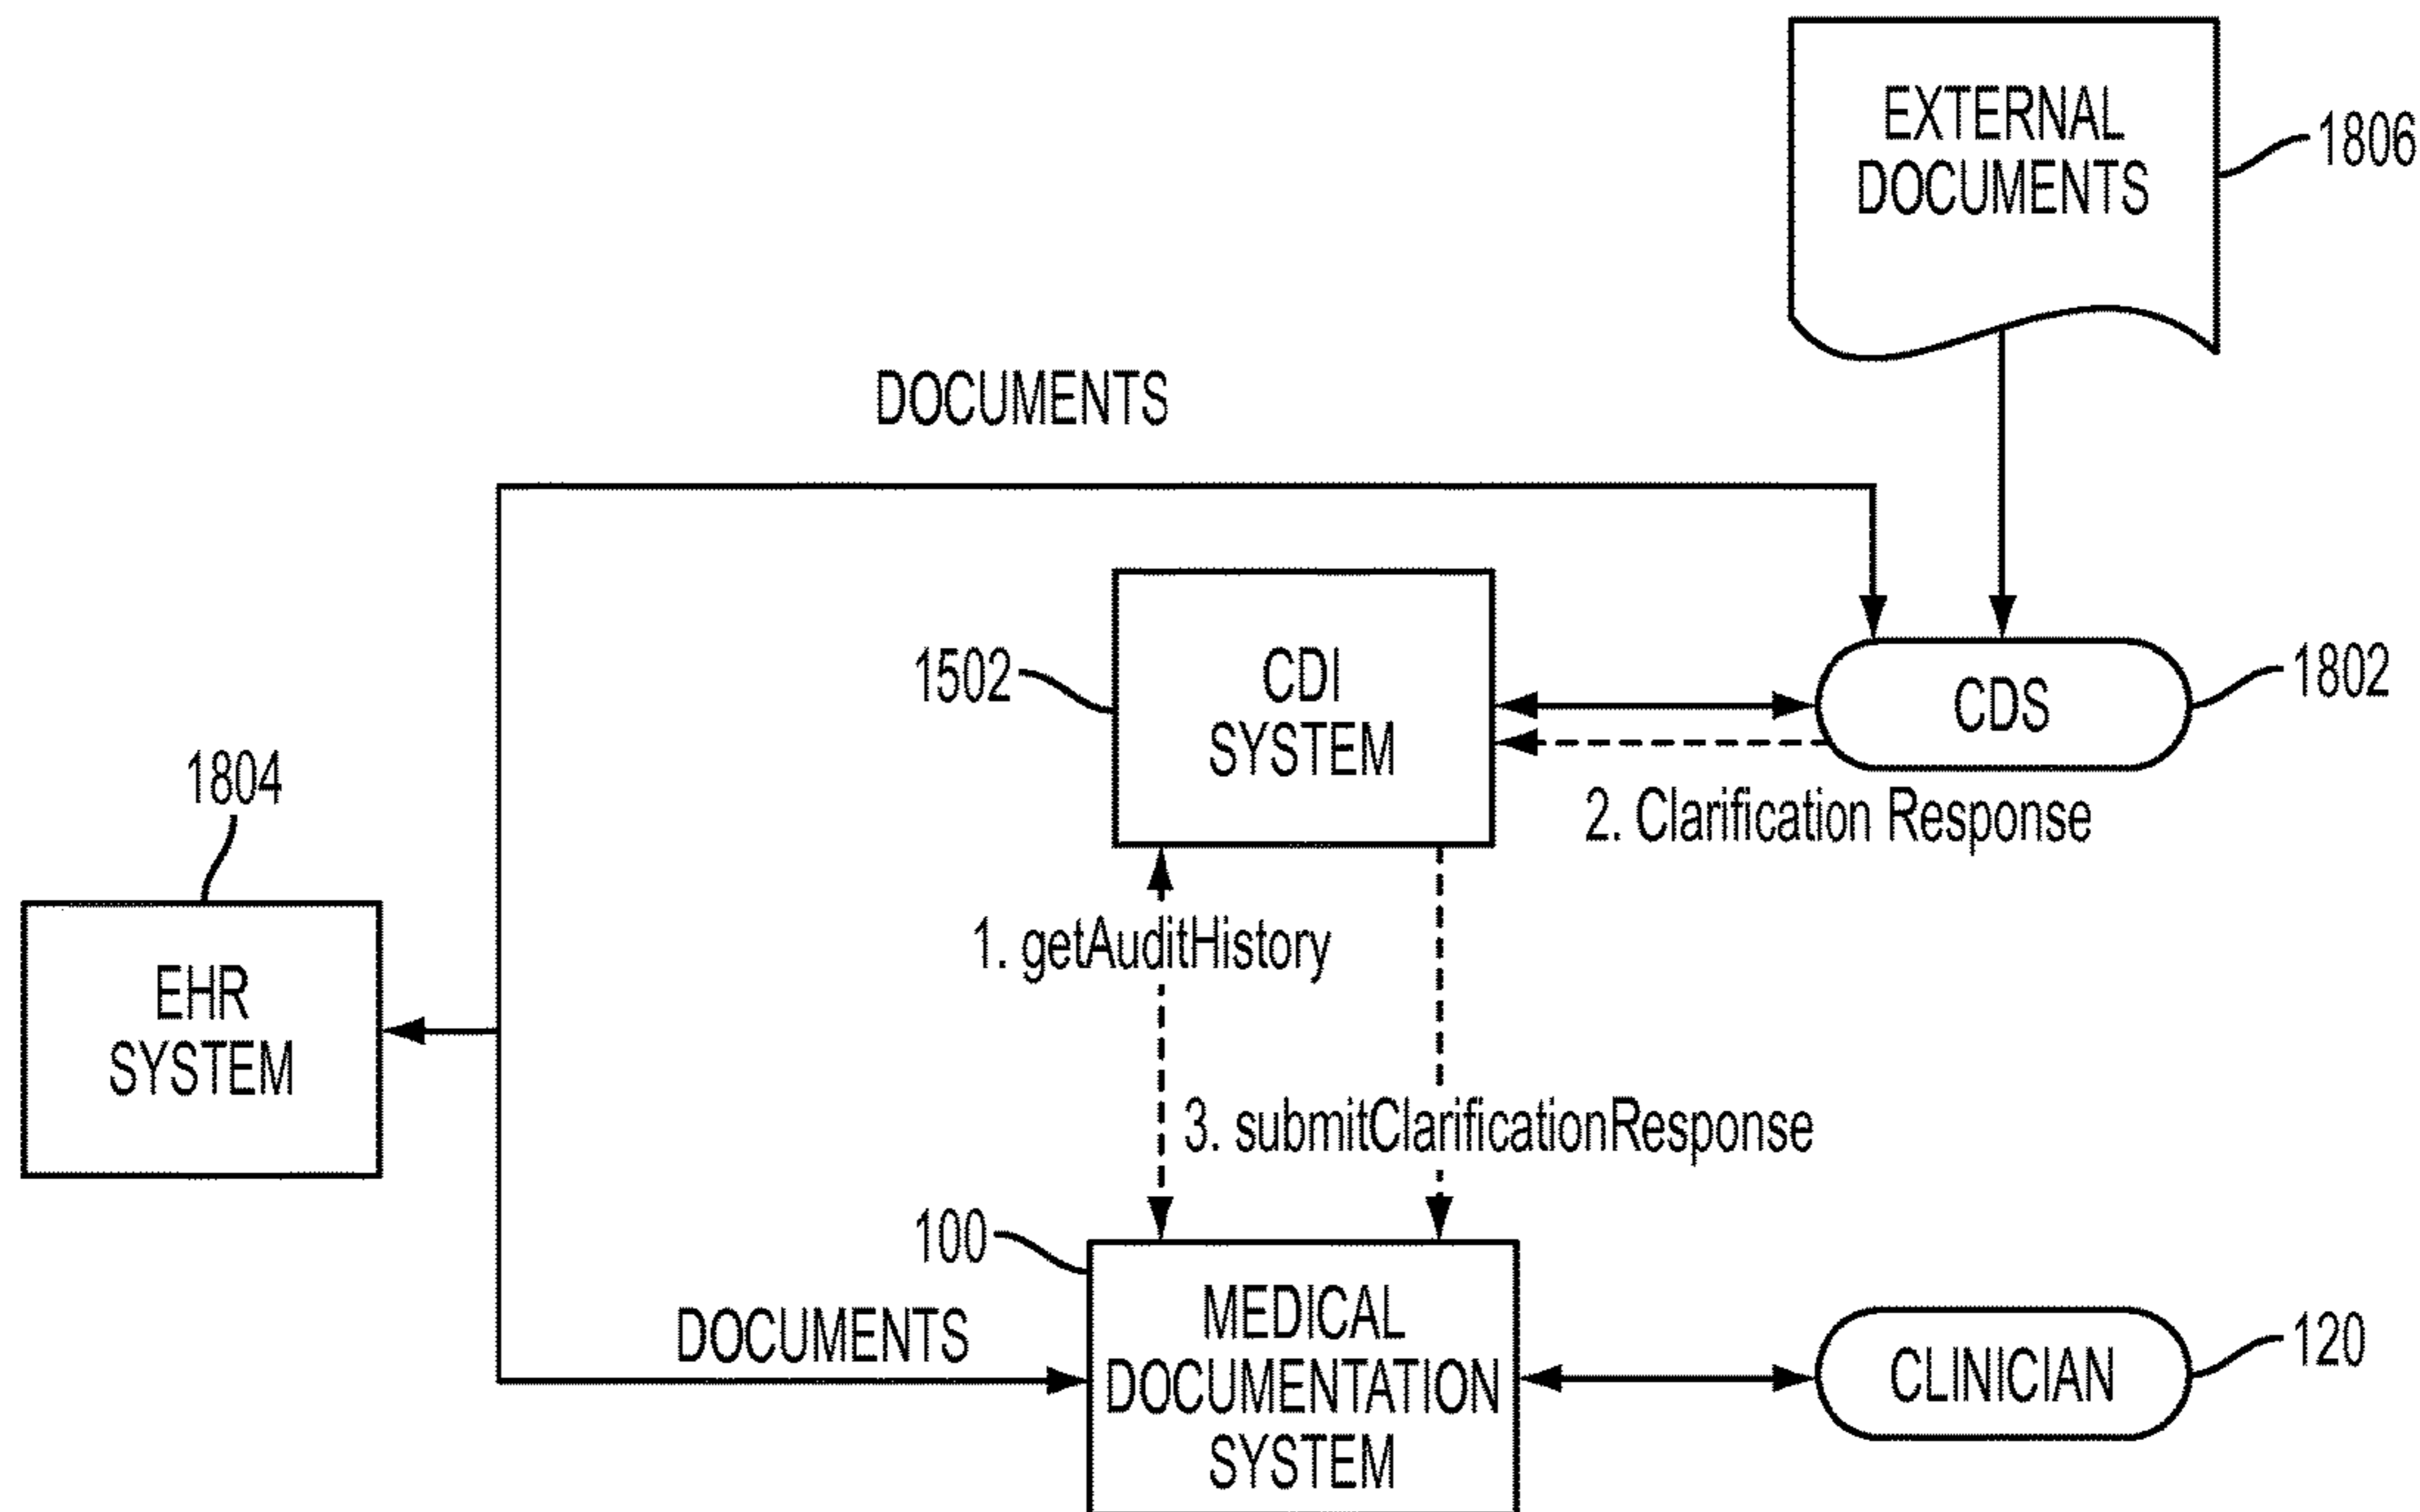 EXTERNAL
DOCUMENTS
1806
DOCUMENTS
1502
CDI
SYSTEM
CDS
1802
2. Clarification Response
1804
EHR
SYSTEM
1. getAuditHistory
3. submitClarificationResponse
100
DOCUMENTS
MEDICAL
DOCUMENTATION
SYSTEM
CLINICIAN
120